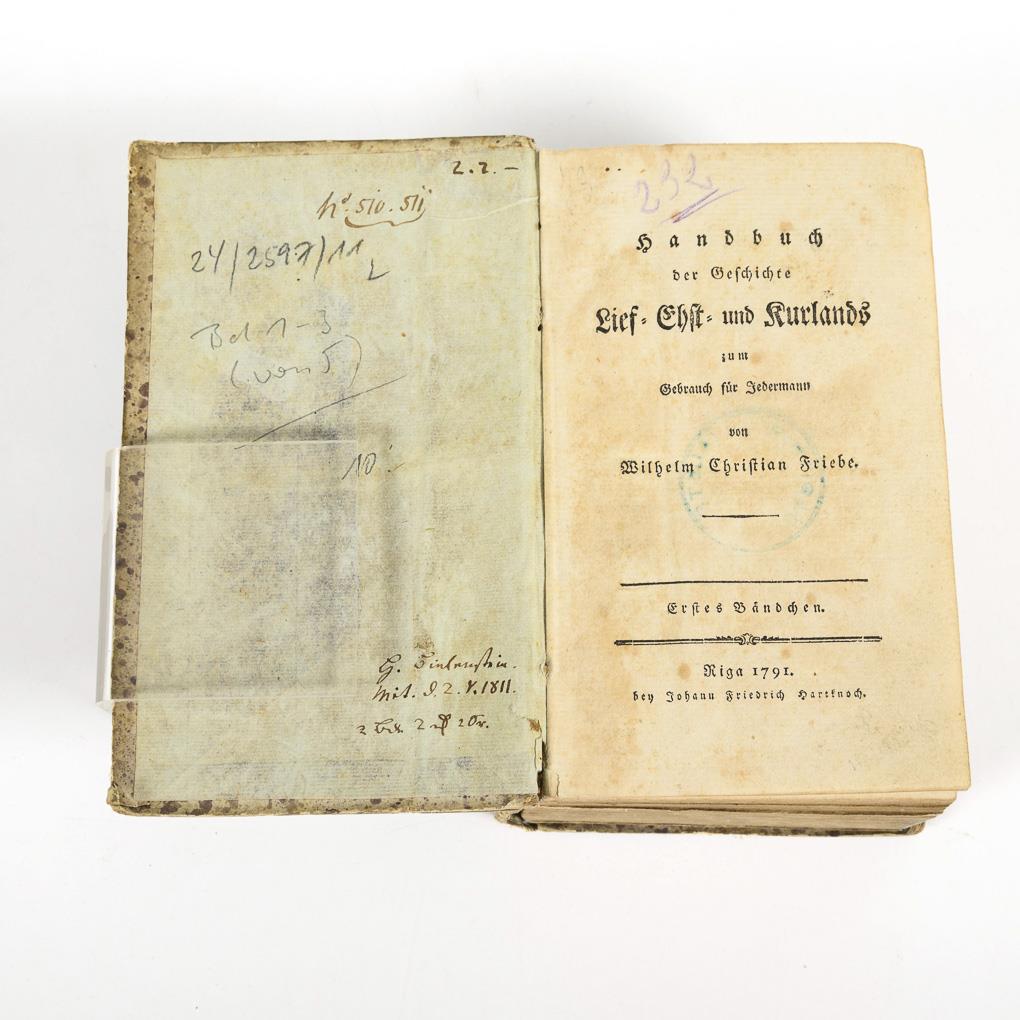 2.2.—
Nº. 510. 511
24/2597/11
L
Bd 1-3
(von 5)
10
Mit. d. 2.
1811.
232
Handbuch
der Geschichte
Lief- Ehst- und Kurlands
zum
Gebrauch für Jedermann
von
Wilhelm Christian Friebe.
Erstes Bändchen.
Riga 1791.
bey Johann Friedrich Hartknoch.